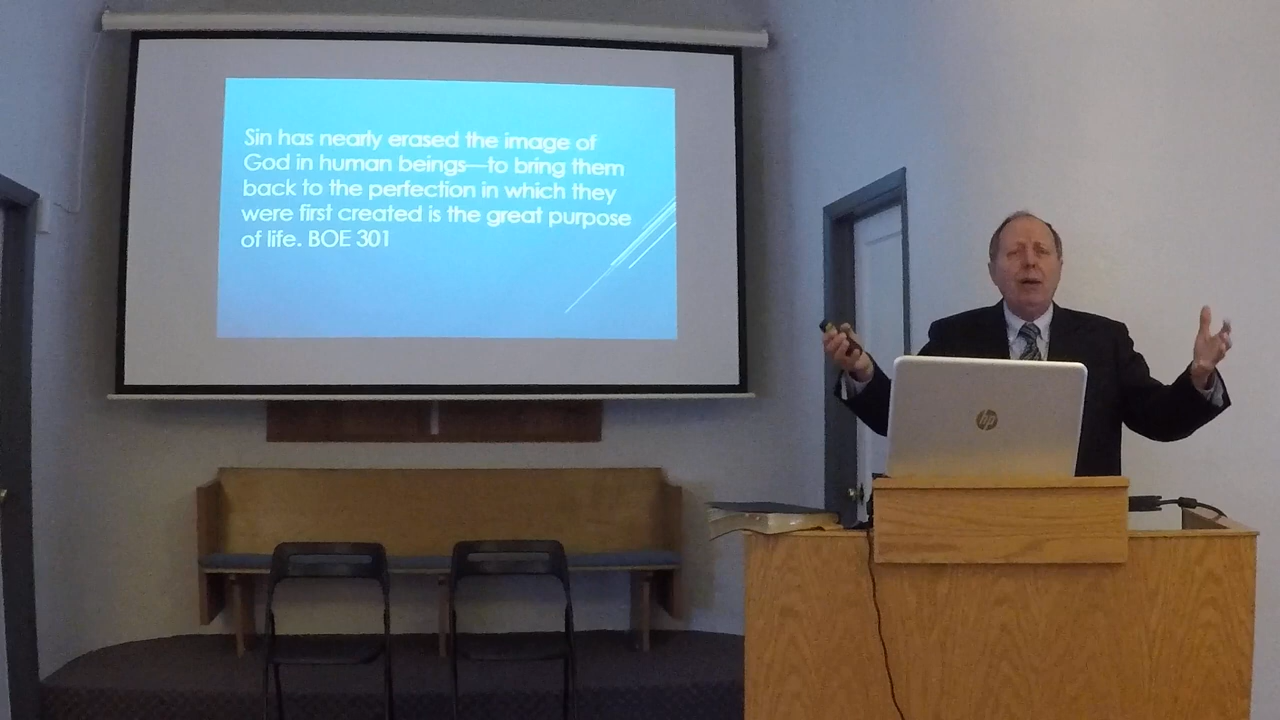 Sin has nearly erased the image of
God in human beings—to bring them
back to the perfection in which they
were first created is the great purpose
of life. BOE 301
hp